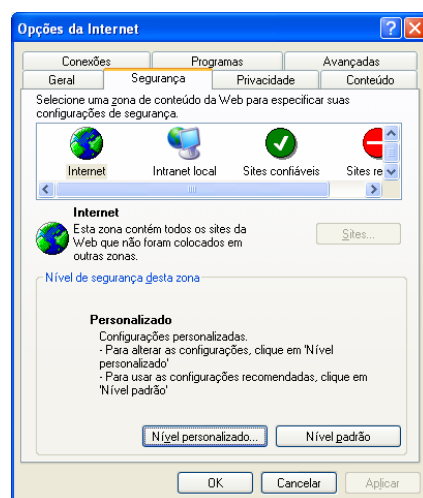 Opções da Internet
Conexões Programas Avançadas
Geral Segurança Privacidade Conteúdo
Selecione uma zona de conteúdo da Web para especificar suas
configurações de segurança.
Internet Intranet local Sites confiáveis Sites re
Internet
Esta zona contém todos os sites da
Web que não foram colocados em
outras zonas.
Sites...
Nível de segurança desta zona
Personalizado
Configurações personalizadas.
- Para alterar as configurações, clique em 'Nível
personalizado'
- Para usar as configurações recomendadas, clique em
'Nível padrão'
Nível personalizado... Nível padrão
OK Cancelar Aplicar